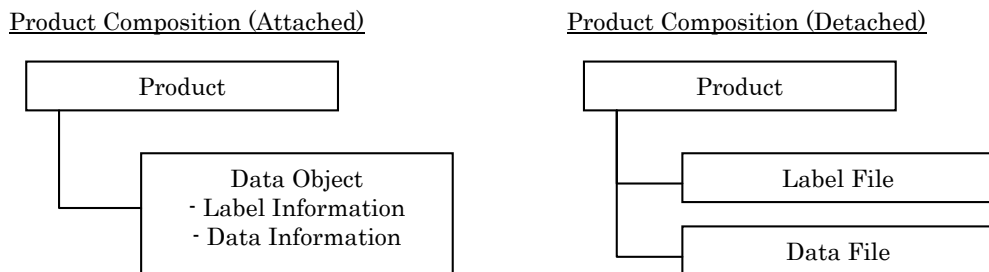 Product Composition (Attached)
Product
Data Object
- Label Information
- Data Information
Product Composition (Detached)
Product
Label File
Data File